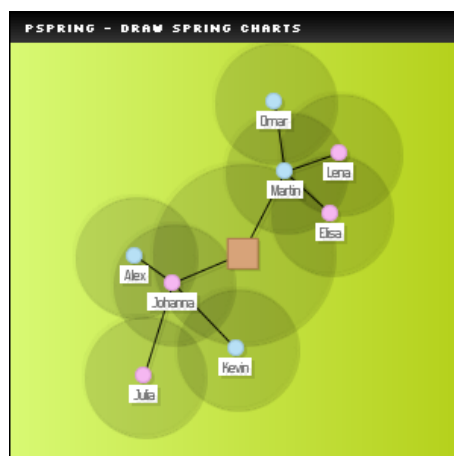 PSPRING - DRAW SPRING CHARTS
Omar
Lena
Martin
Elisa
Alex
Johanna
Kevin
Julia